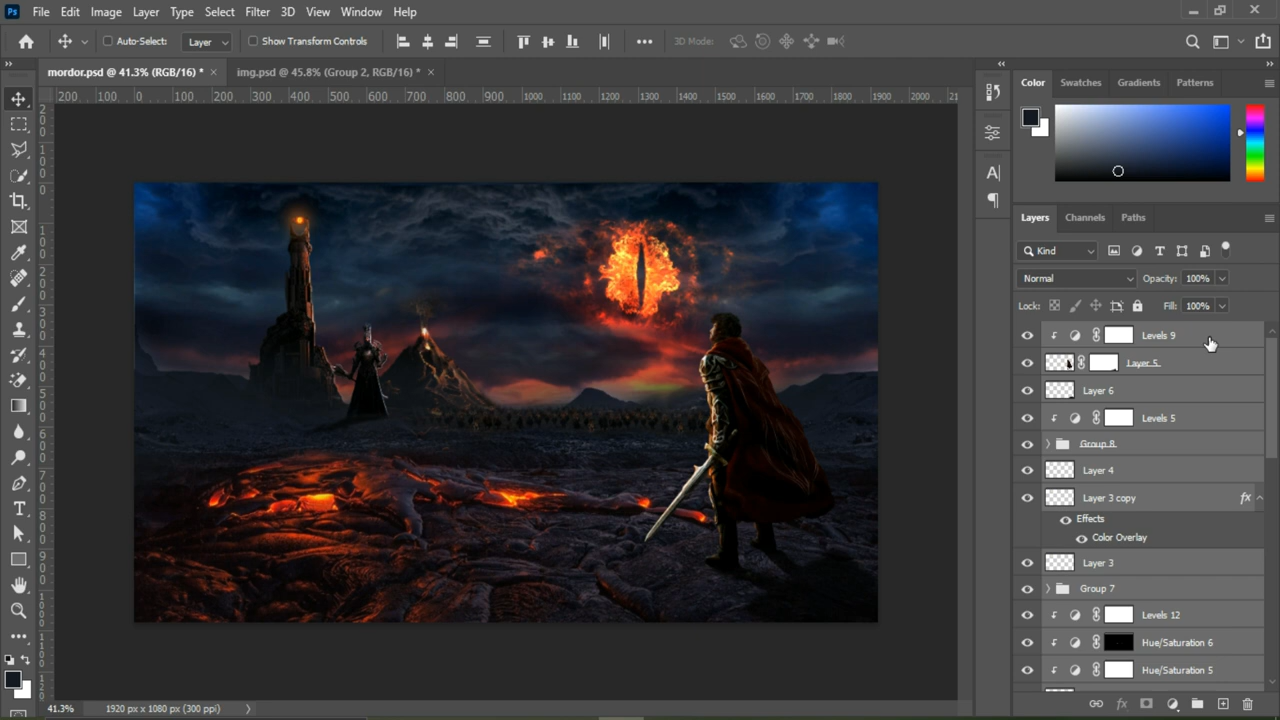 Ps File Edit Image Layer Type Select Filter 3D View Window Help
Auto-Select: Layer Show Transform Controls 3D Mode:
mordor.psd @ 41.3% (RGB/16) * × img.psd @ 45.8% (Group 2, RGB/16) * ×
200 100 0 100 200 300 400 500 600 700 800 900 1000 1100 1200 1300 1400 1500 1600 1700 1800 1900 2000 21
Color Swatches Gradients Patterns
Layers Channels Paths
Kind
Normal Opacity: 100%
Lock: Fill: 100%
Levels 9
Layer 5
Layer 6
Levels 5
Group 8
Layer 4
Layer 3 copy fx
Effects
Color Overlay
Layer 3
Group 7
Levels 12
Hue/Saturation 6
Hue/Saturation 5
41.3% 1920 px x 1080 px (300 ppi)